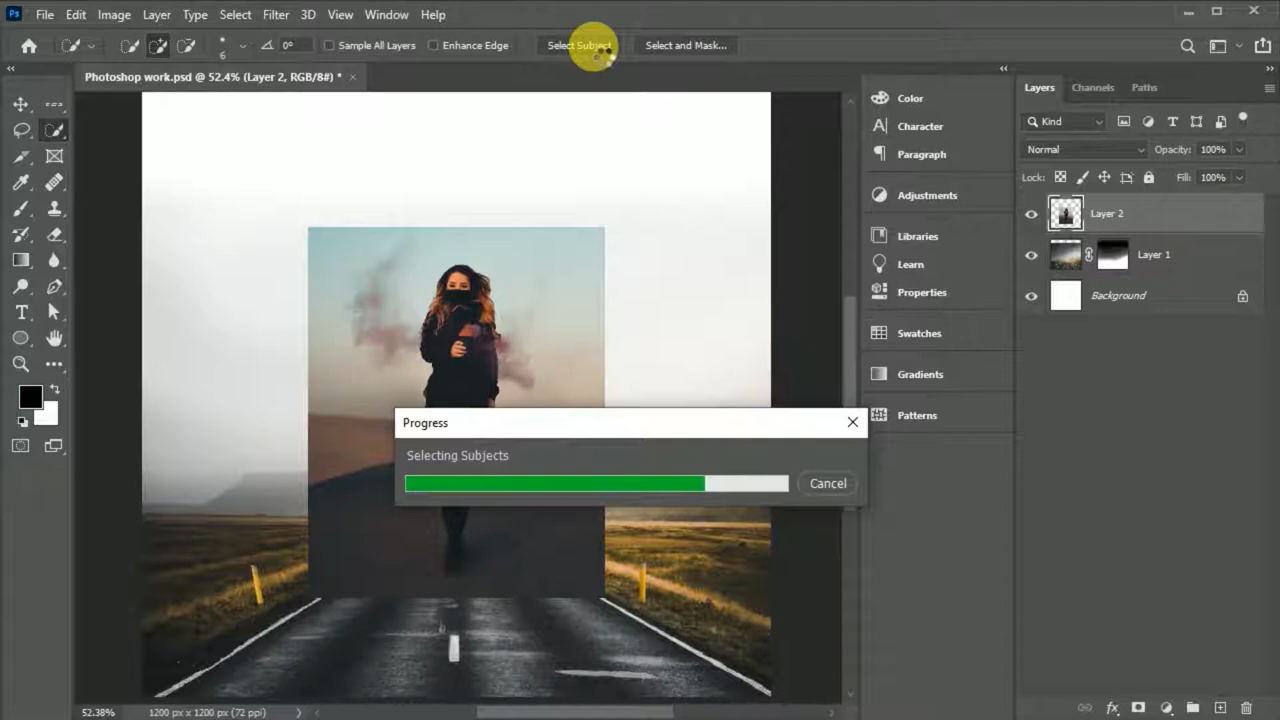 Ps File Edit Image Layer Type Select Filter 3D View Window Help
6 0° Sample All Layers Enhance Edge Select Subject Select and Mask...
Photoshop work.psd @ 52.4% (Layer 2, RGB/8#) *
Color
Character
Paragraph
Adjustments
Libraries
Learn
Properties
Swatches
Gradients
Patterns
Layers Channels Paths
Kind
Normal Opacity: 100%
Lock: Fill: 100%
Layer 2
Layer 1
Background
Progress
Selecting Subjects
Cancel
52.38% 1200 px x 1200 px (72 ppi)